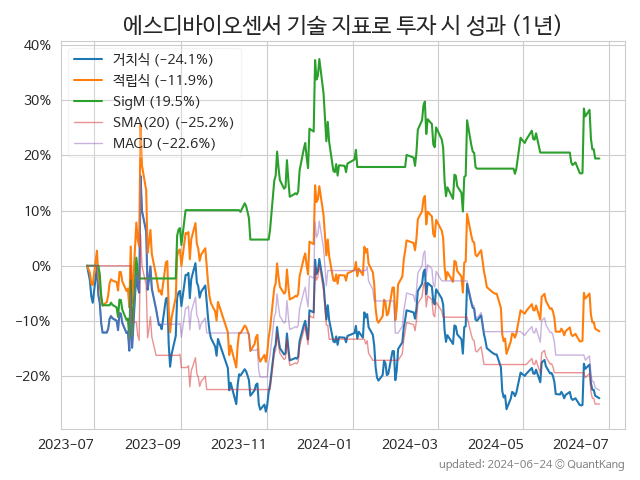 에스디바이오센서 기술 지표로 투자 시 성과 (1년)
40%
30%
20%
10%
0%
−10%
−20%
거치식 (−24.1%)
적립식 (−11.9%)
SigM (19.5%)
SMA(20) (−25.2%)
MACD (−22.6%)
2023-07 2023-09 2023-11 2024-01 2024-03 2024-05 2024-07
updated: 2024-06-24 © QuantKang